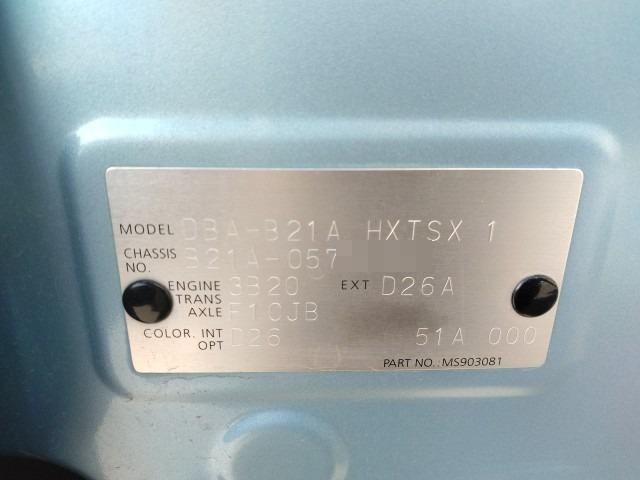 MODEL DBA-B21A HXTSX 1
CHASSIS NO. B21A-057
ENGINE 3B20 EXT D26A
TRANS AXLE F1CJB
COLOR. INT OPT D26 51A 000
PART NO.: MS903081